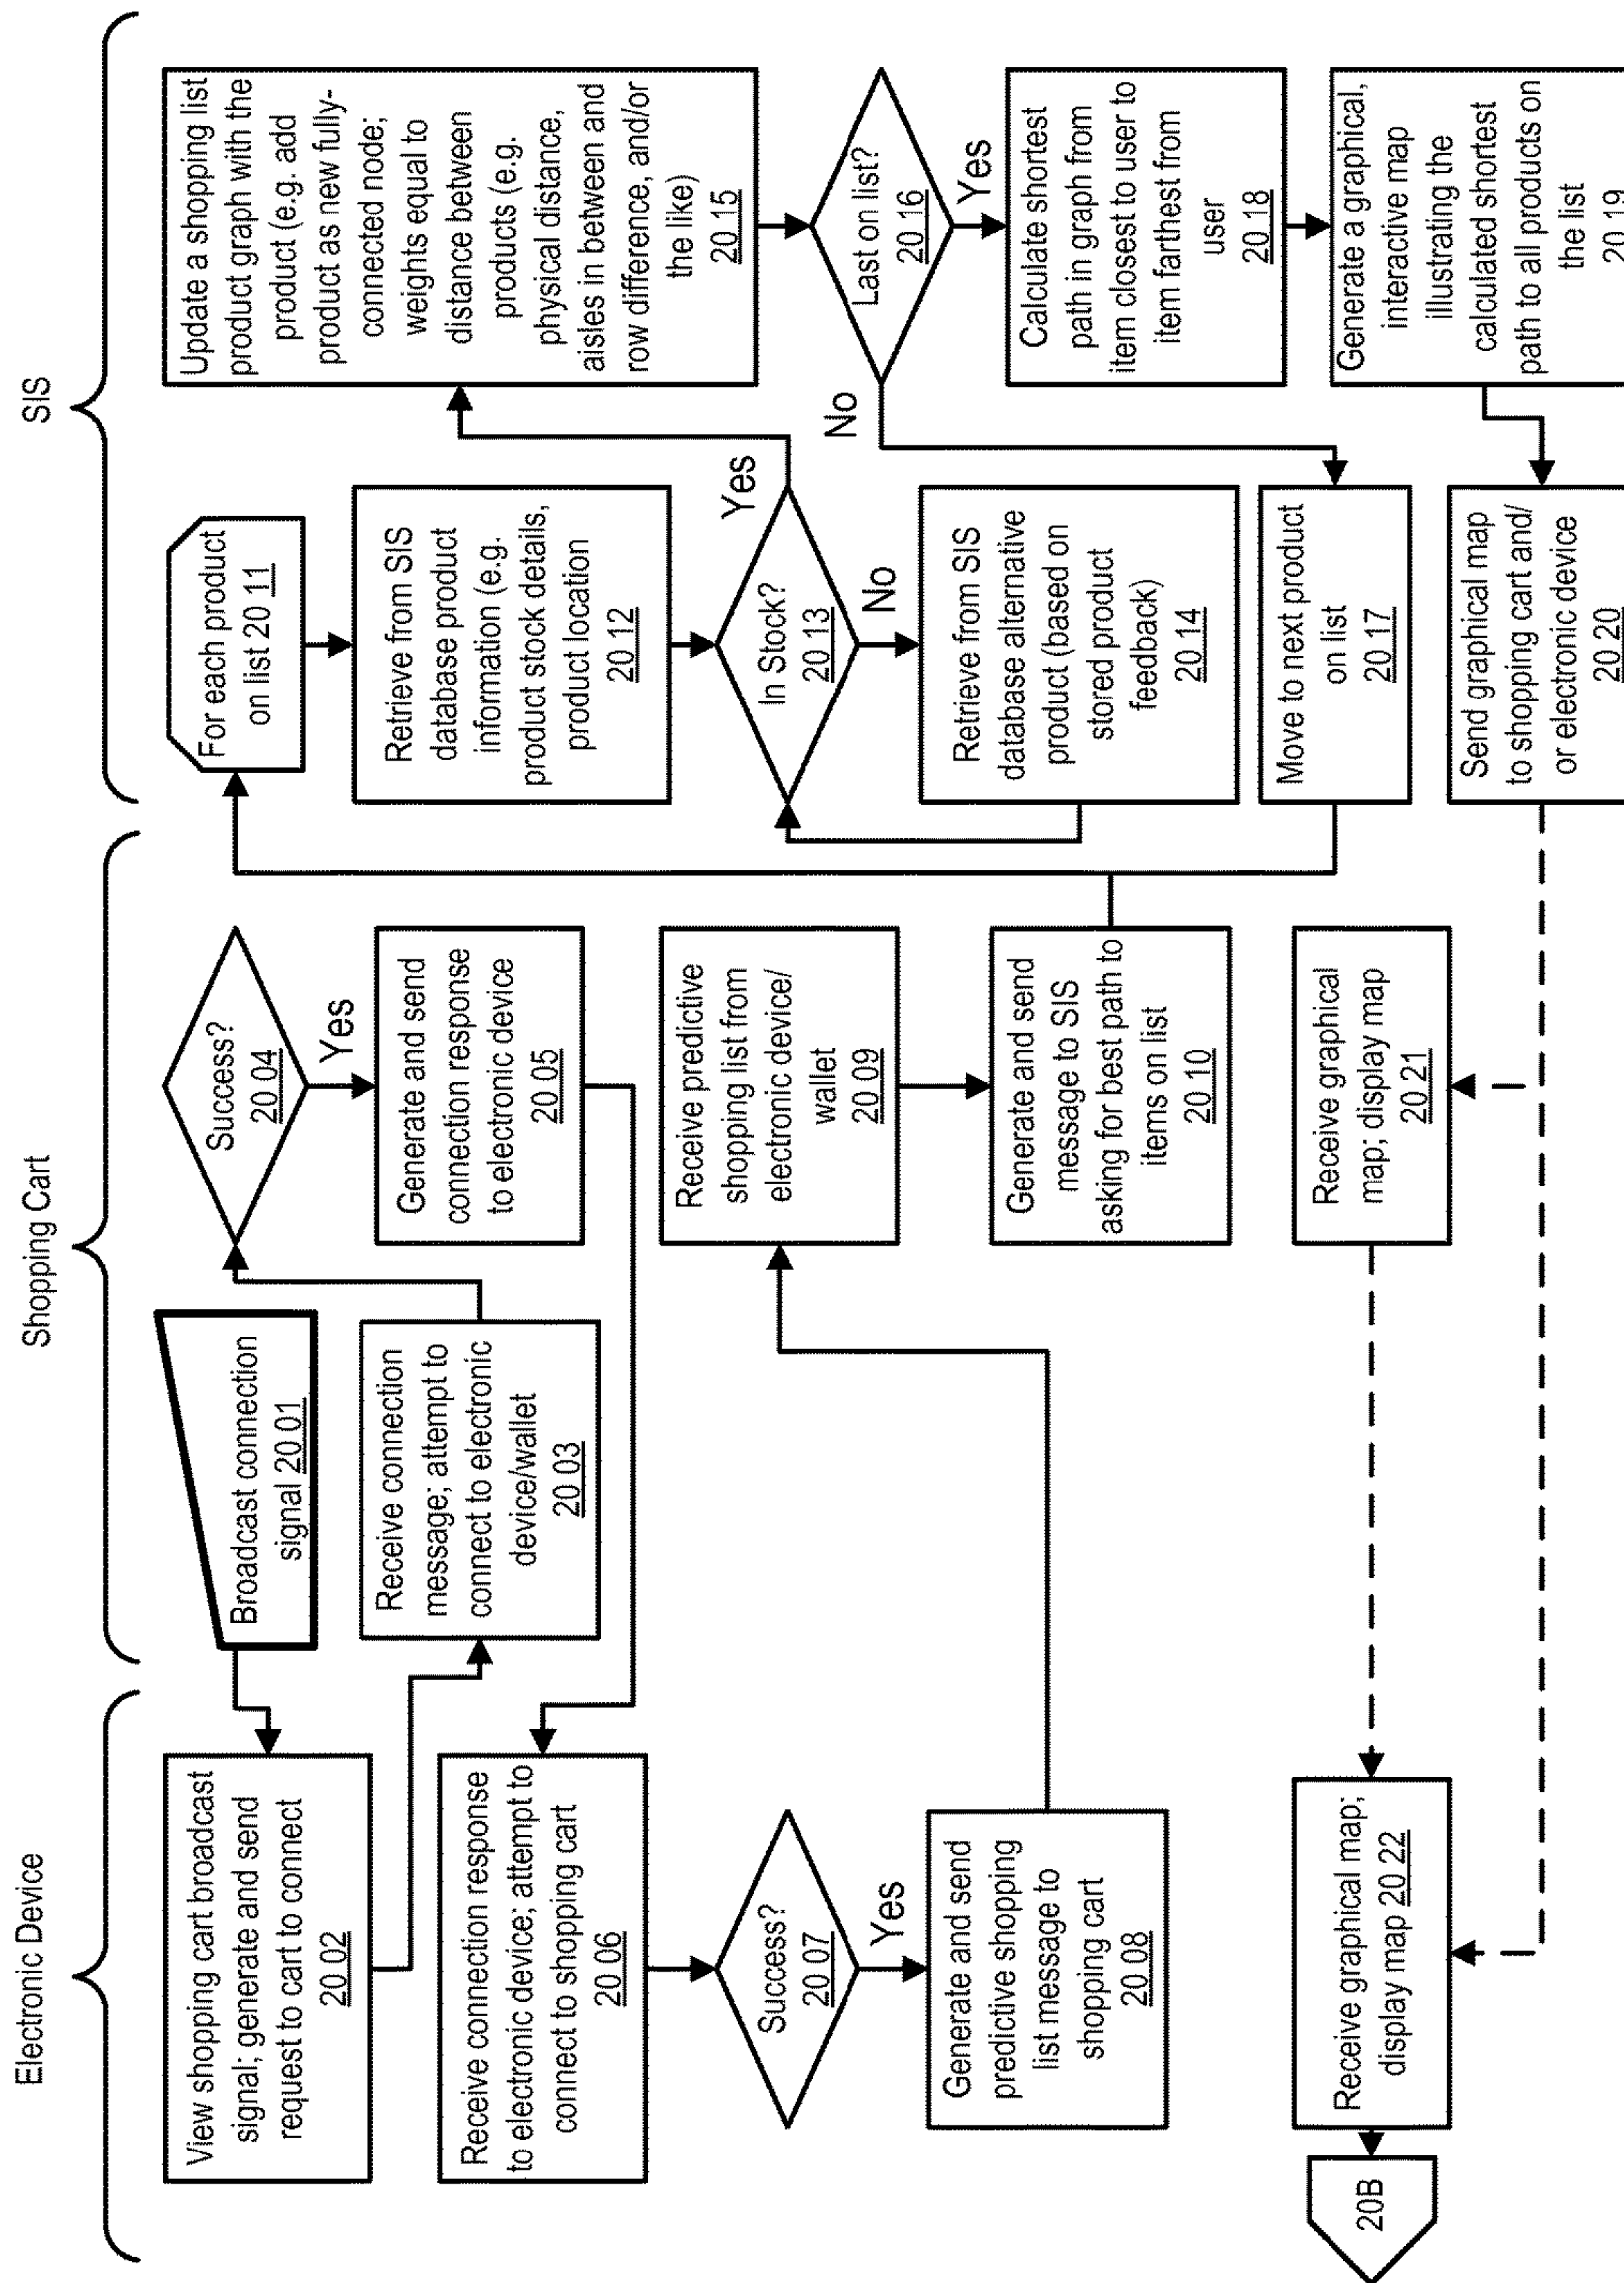 Electronic Device
Shopping Cart
SIS
View shopping cart broadcast
signal; generate and send
request to cart to connect
20 02
Broadcast connection
signal 20 01
Receive connection
message; attempt to
connect to electronic
device/wallet
20 03
Success?
20 04
Yes
Generate and send
connection response
to electronic device
20 05
Receive connection response
to electronic device; attempt to
connect to shopping cart
20 06
Success?
20 07
Yes
Generate and send
predictive shopping
list message to
shopping cart
20 08
Receive predictive
shopping list from
electronic device/
wallet
20 09
Generate and send
message to SIS
asking for best path to
items on list
20 10
For each product
on list 20 11
Retrieve from SIS
database product
information (e.g.
product stock details,
product location
20 12
In Stock?
20 13
Yes
No
Retrieve from SIS
database alternative
product (based on
stored product
feedback)
20 14
Update a shopping list
product graph with the
product (e.g. add
product as new fully-
connected node;
weights equal to
distance between
products (e.g.
physical distance,
aisles in between and
row difference, and/or
the like)
20 15
Last on list?
20 16
No
Yes
Move to next product
on list
20 17
Calculate shortest
path in graph from
item closest to user to
item farthest from
user
20 18
Generate a graphical,
interactive map
illustrating the
calculated shortest
path to all products on
the list
20 19
Send graphical map
to shopping cart and/
or electronic device
20 20
Receive graphical
map; display map
20 21
Receive graphical map;
display map 20 22
20B